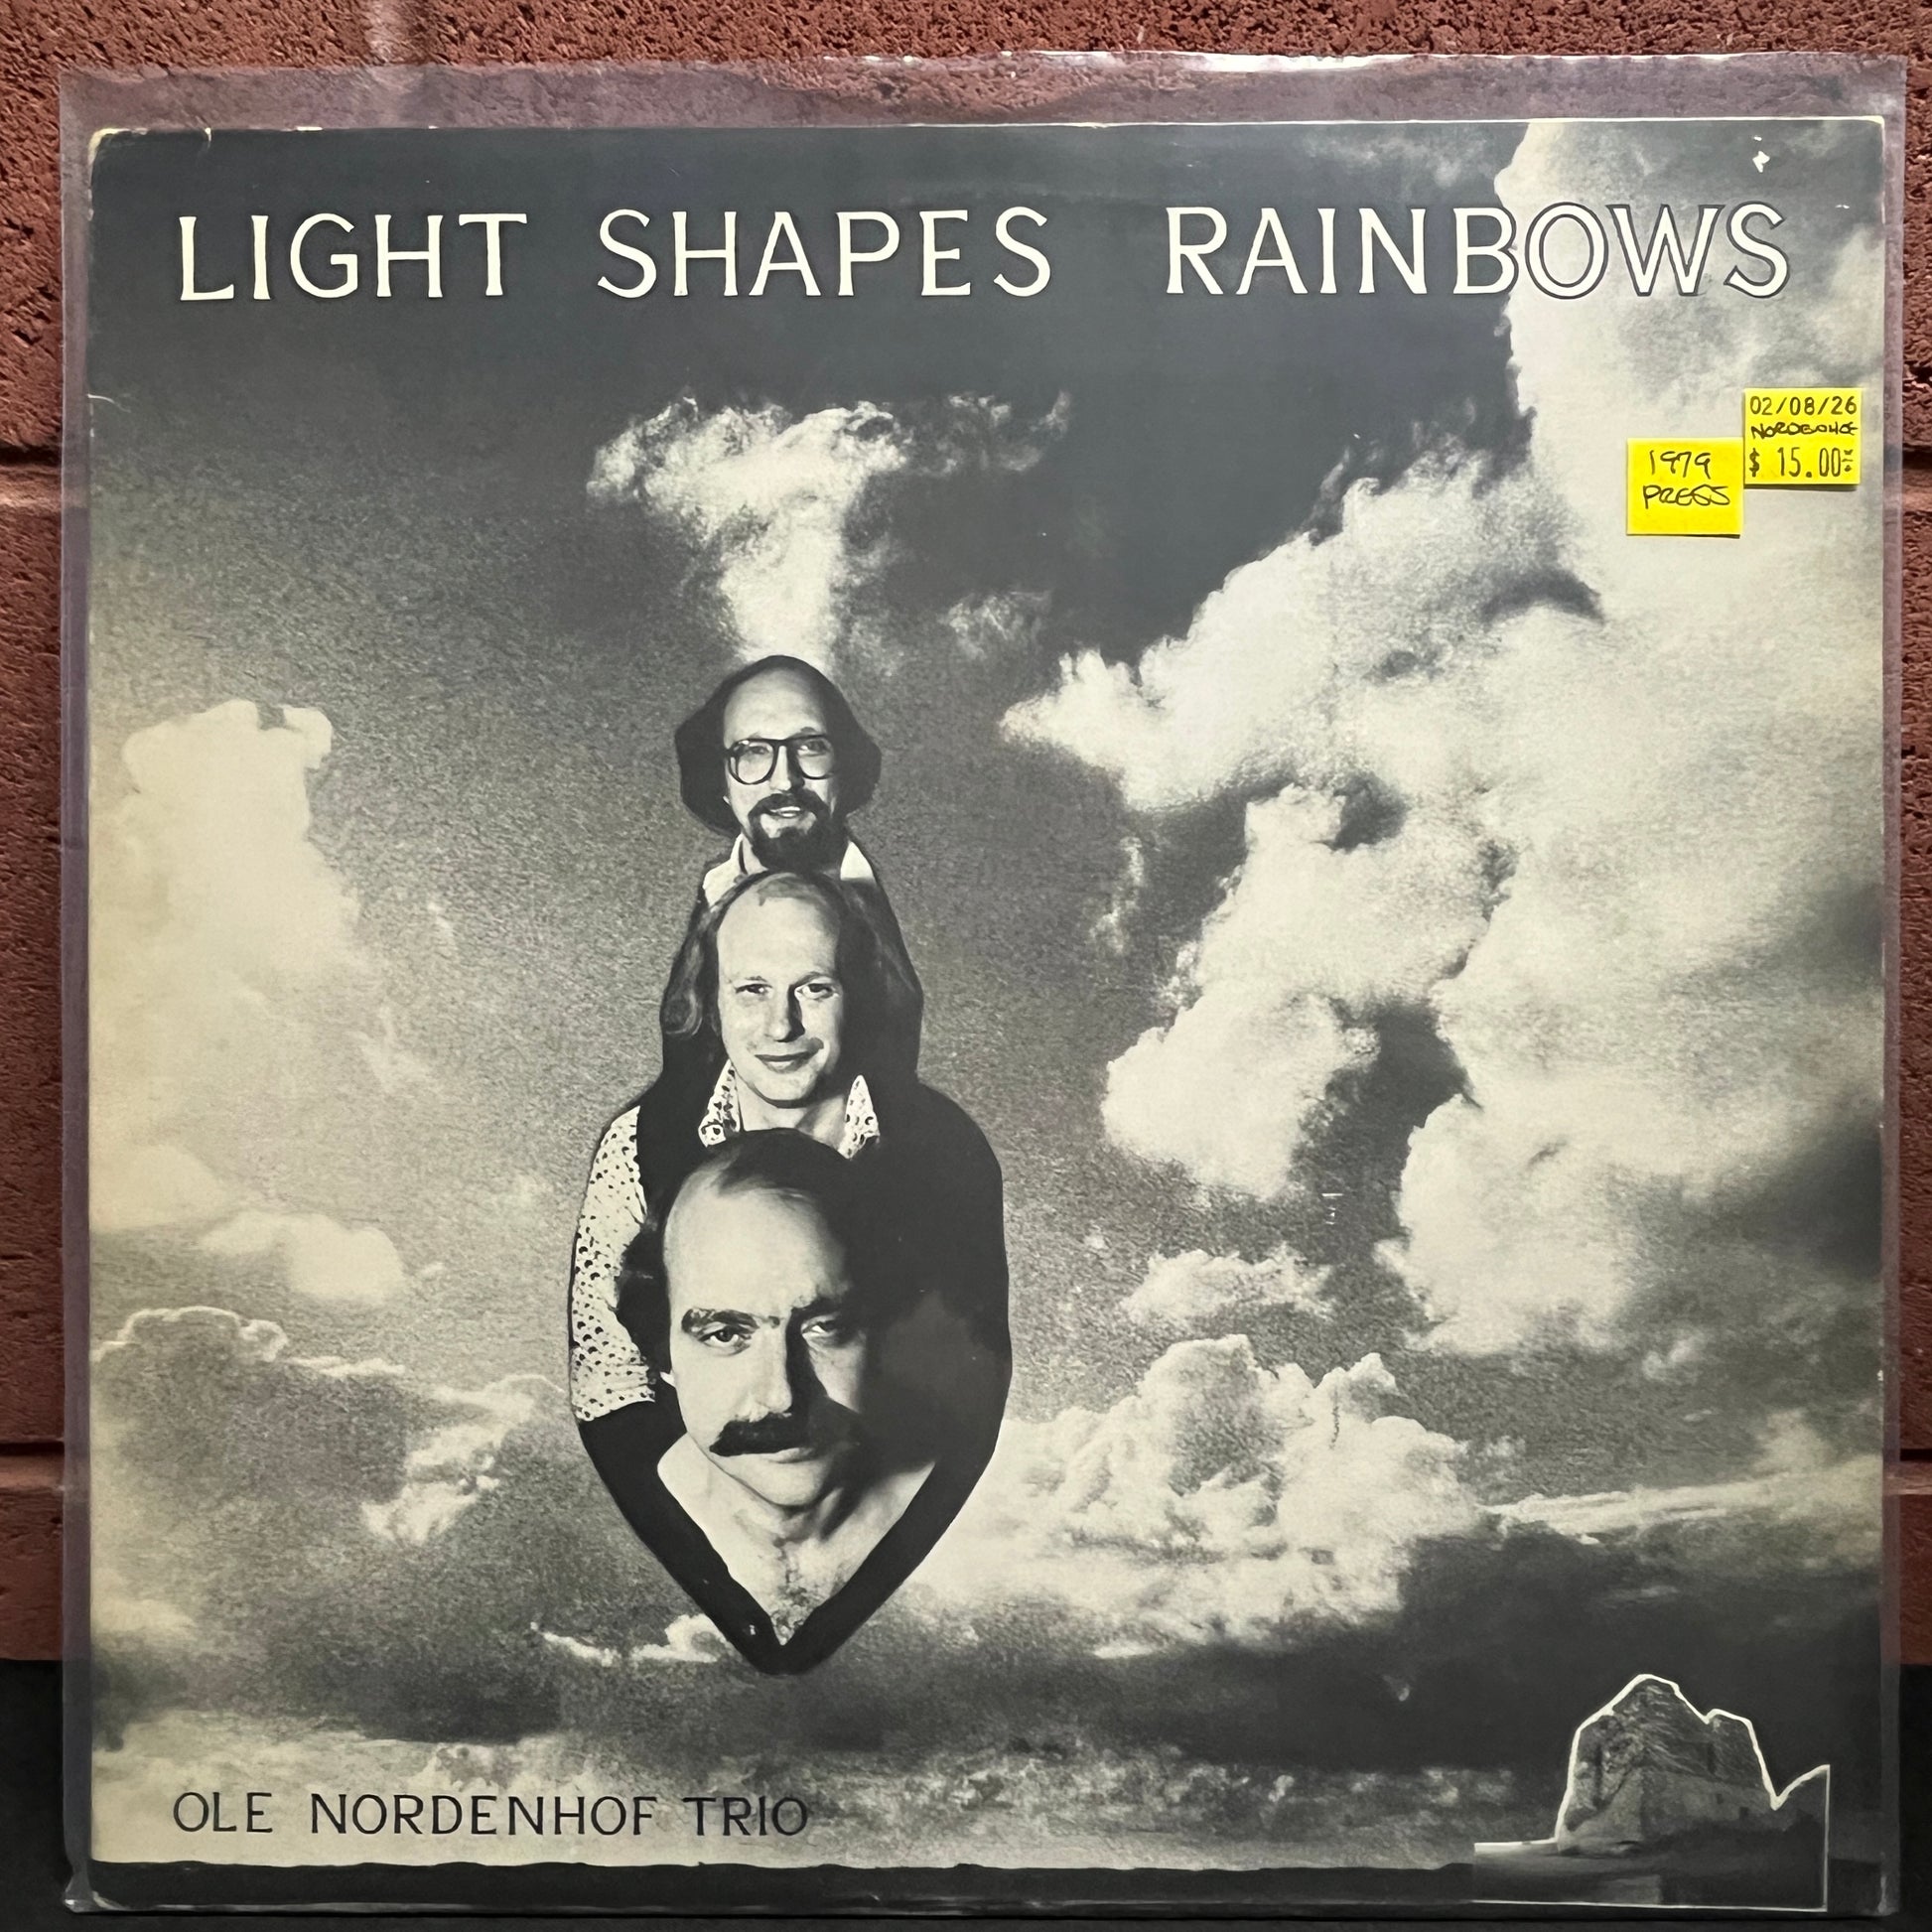 LIGHT SHAPES RAINBOWS
02/08/26
NORDENHOF
$ 15.00
1979
PRESS
OLE NORDENHOF TRIO